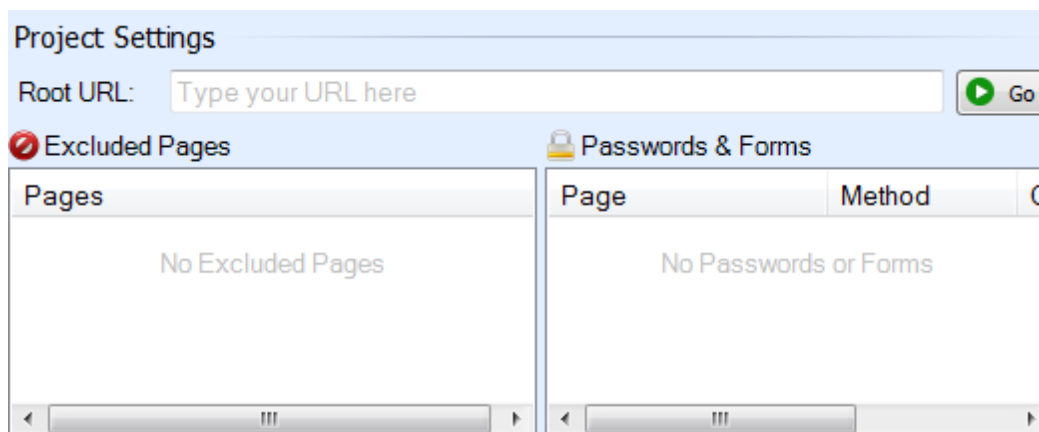 Project Settings
Root URL: Type your URL here Go
Excluded Pages Passwords & Forms
Pages Page Method
No Excluded Pages No Passwords or Forms